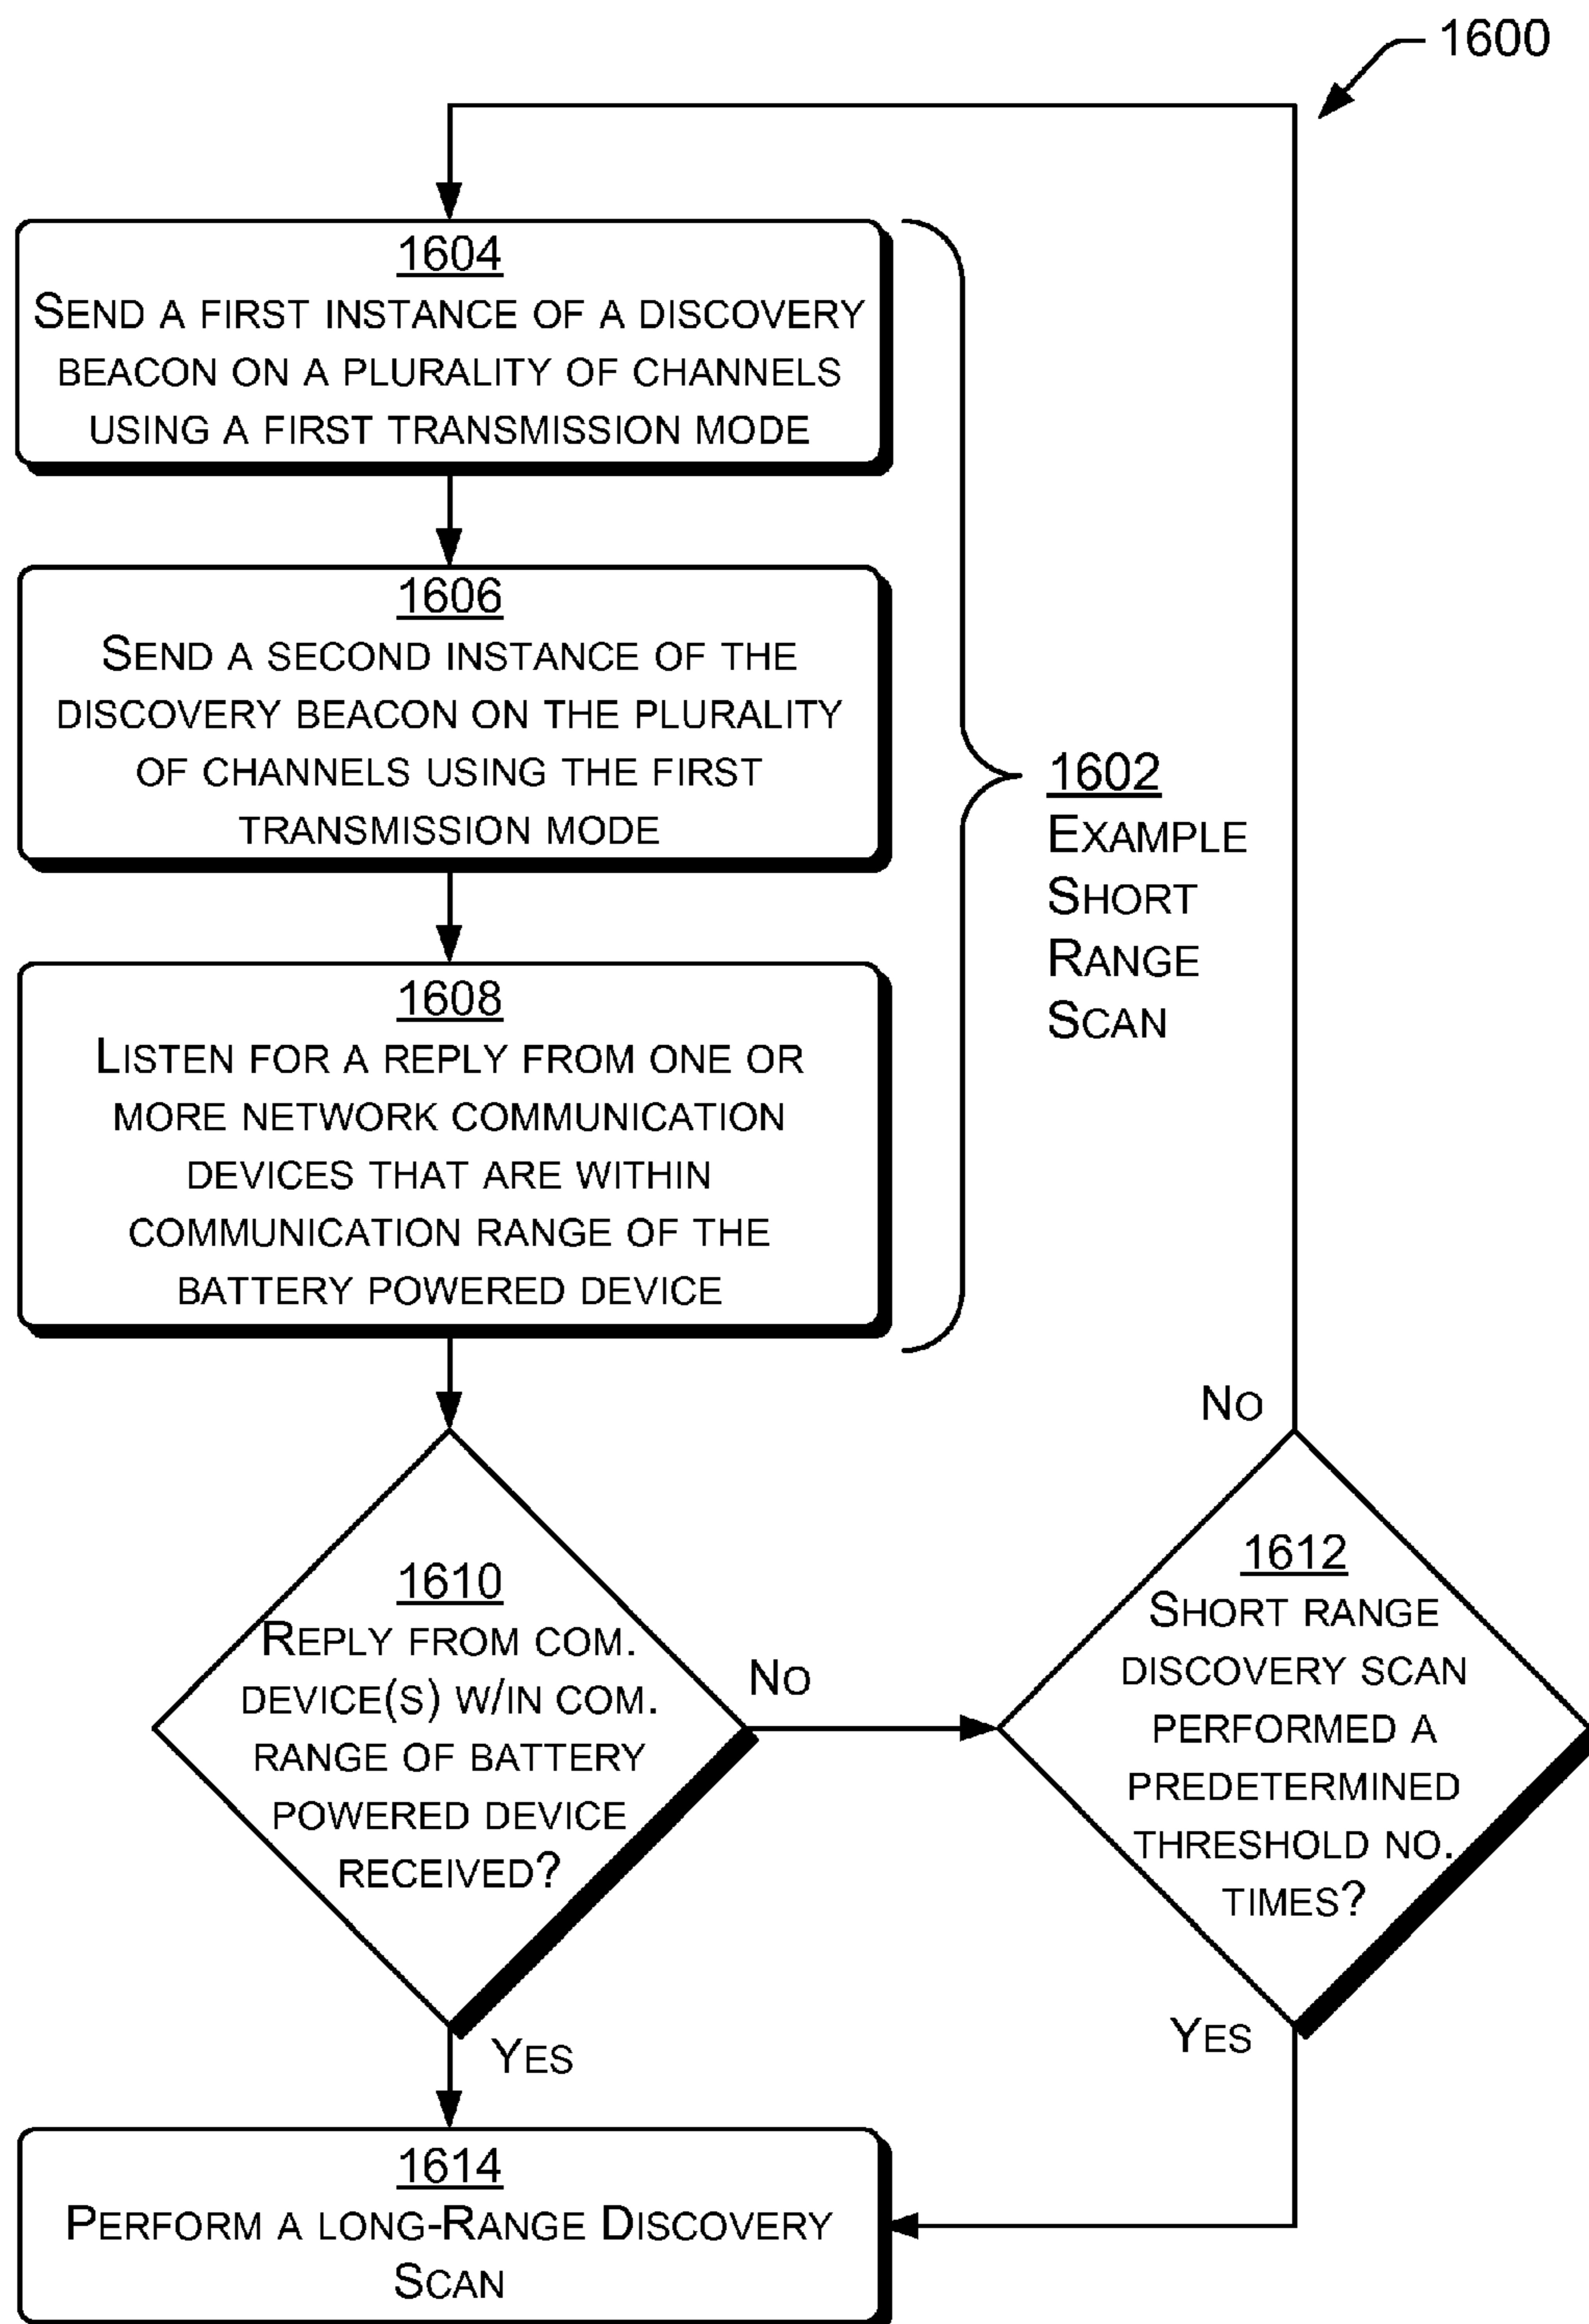 1600
1604
SEND A FIRST INSTANCE OF A DISCOVERY
BEACON ON A PLURALITY OF CHANNELS
USING A FIRST TRANSMISSION MODE
1606
SEND A SECOND INSTANCE OF THE
DISCOVERY BEACON ON THE PLURALITY
OF CHANNELS USING THE FIRST
TRANSMISSION MODE
1602
EXAMPLE
SHORT
RANGE
SCAN
1608
LISTEN FOR A REPLY FROM ONE OR
MORE NETWORK COMMUNICATION
DEVICES THAT ARE WITHIN
COMMUNICATION RANGE OF THE
BATTERY POWERED DEVICE
1610
REPLY FROM COM.
DEVICE(S) W/IN COM.
RANGE OF BATTERY
POWERED DEVICE
RECEIVED?
NO
YES
NO
1612
SHORT RANGE
DISCOVERY SCAN
PERFORMED A
PREDETERMINED
THRESHOLD NO.
TIMES?
YES
1614
PERFORM A LONG-RANGE DISCOVERY
SCAN